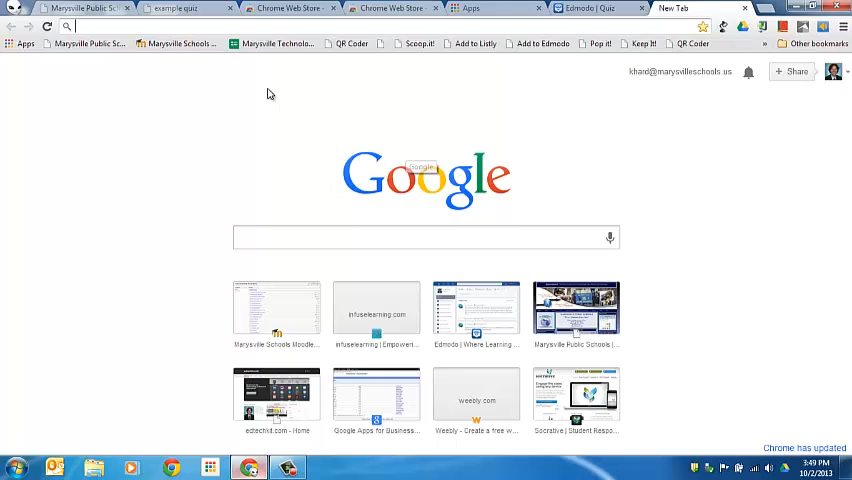 Marysville Public Sch
example quiz
Chrome Web Store -
Chrome Web Store -
Apps
Edmodo | Quiz
New Tab
Apps
Marysville Public Sc...
Marysville Schools ...
Marysville Technolo...
QR Coder
Scoop.it!
Add to Listly
Add to Edmodo
Pop it!
Keep It!
QR Coder
»
Other bookmarks
khard@marysvilleschools.us
+ Share
Google
Google
infuselearning.com
Marysville Schools Moodle...
infuselearning | Empoweri...
Edmodo | Where Learning ...
Marysville Public Schools |...
weebly.com
edtechkit.com - Home
Google Apps for Business...
Weebly - Create a free w...
Socrative | Student Respo...
Chrome has updated
3:49 PM
10/2/2013